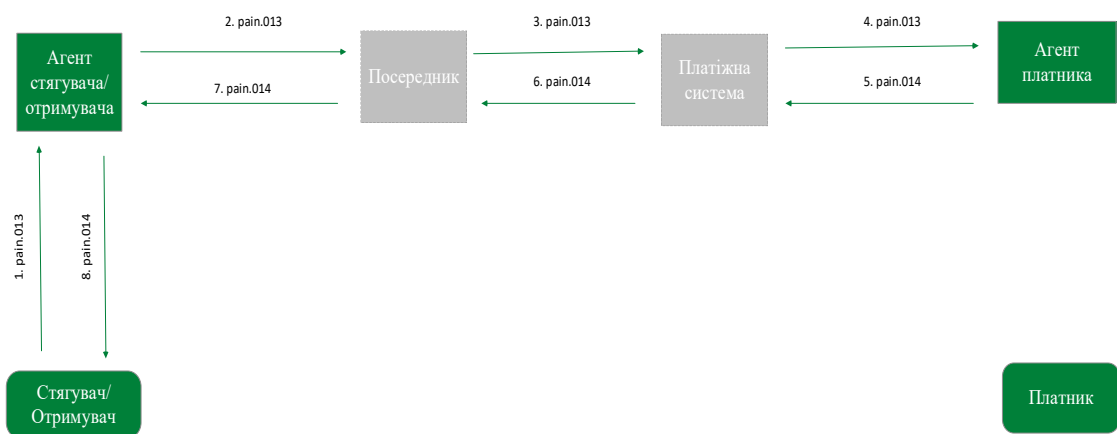 2. pain.013
3. pain.013
4. pain.013
Агент
стягувача/
отримувача
Посередник
Платіжна
система
Агент
платника
7. pain.014
6. pain.014
5. pain.014
1. pain.013
8. pain.014
Стягувач/
Отримувач
Платник